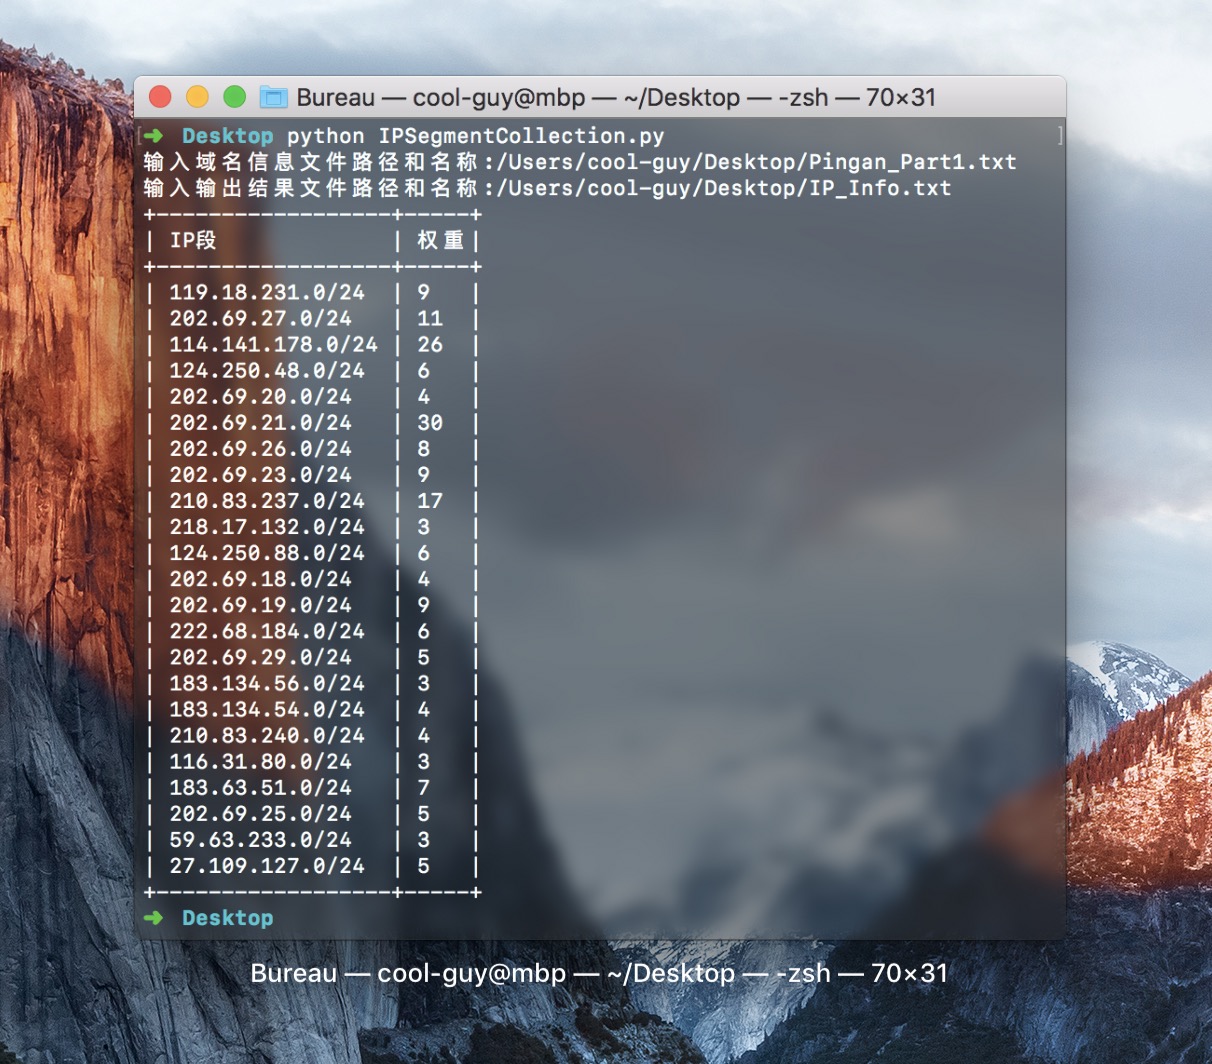 Bureau — cool-guy@mbp — ~/Desktop — -zsh — 70×31
➜ Desktop python IPSegmentCollection.py
输入域名信息文件路径和名称:/Users/cool-guy/Desktop/Pingan_Part1.txt
输入输出结果文件路径和名称:/Users/cool-guy/Desktop/IP_Info.txt
+------------------+-----+
| IP段 | 权重 |
+------------------+-----+
| 119.18.231.0/24 | 9 |
| 202.69.27.0/24 | 11 |
| 114.141.178.0/24 | 26 |
| 124.250.48.0/24 | 6 |
| 202.69.20.0/24 | 4 |
| 202.69.21.0/24 | 30 |
| 202.69.26.0/24 | 8 |
| 202.69.23.0/24 | 9 |
| 210.83.237.0/24 | 17 |
| 218.17.132.0/24 | 3 |
| 124.250.88.0/24 | 6 |
| 202.69.18.0/24 | 4 |
| 202.69.19.0/24 | 9 |
| 222.68.184.0/24 | 6 |
| 202.69.29.0/24 | 5 |
| 183.134.56.0/24 | 3 |
| 183.134.54.0/24 | 4 |
| 210.83.240.0/24 | 4 |
| 116.31.80.0/24 | 3 |
| 183.63.51.0/24 | 7 |
| 202.69.25.0/24 | 5 |
| 59.63.233.0/24 | 3 |
| 27.109.127.0/24 | 5 |
+------------------+-----+
➜ Desktop
Bureau — cool-guy@mbp — ~/Desktop — -zsh — 70×31